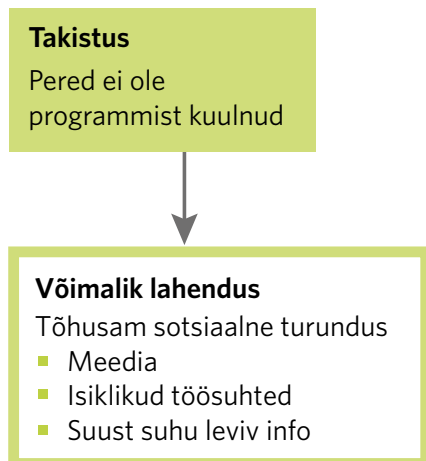 Takistus
Pered ei ole
programmist kuulnud
Võimalik lahendus
Tõhusam sotsiaalne turundus
Meedia
Isiklikud töösuhted
Suust suhu leviv info